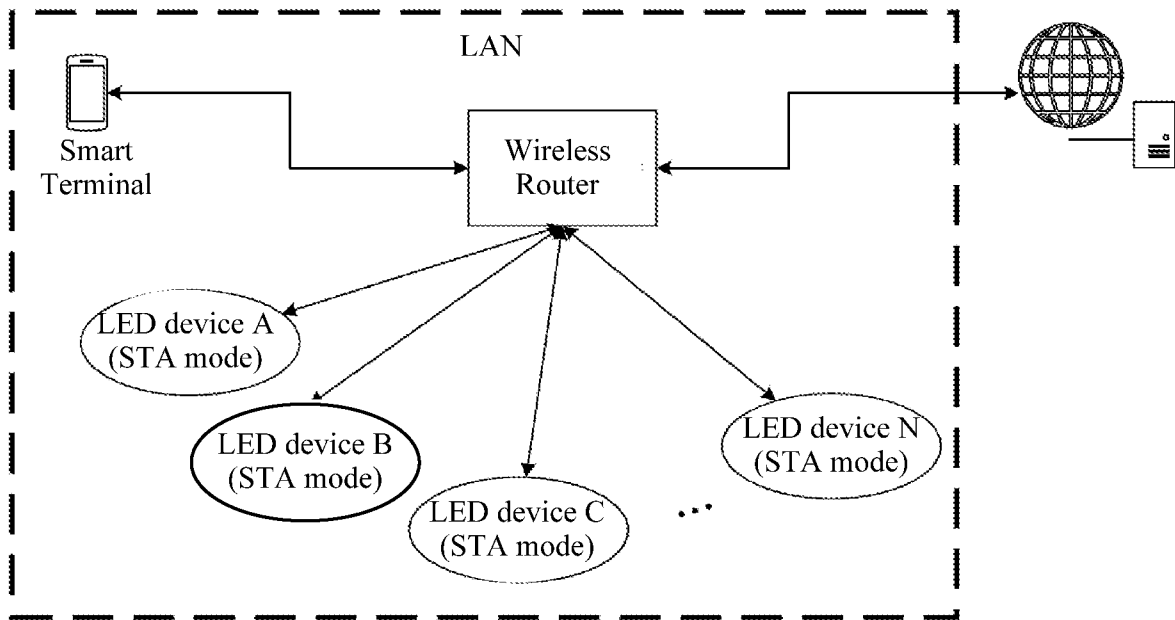 LAN
Smart
Terminal
Wireless
Router
LED device A
(STA mode)
LED device B
(STA mode)
LED device C
(STA mode)
...
LED device N
(STA mode)